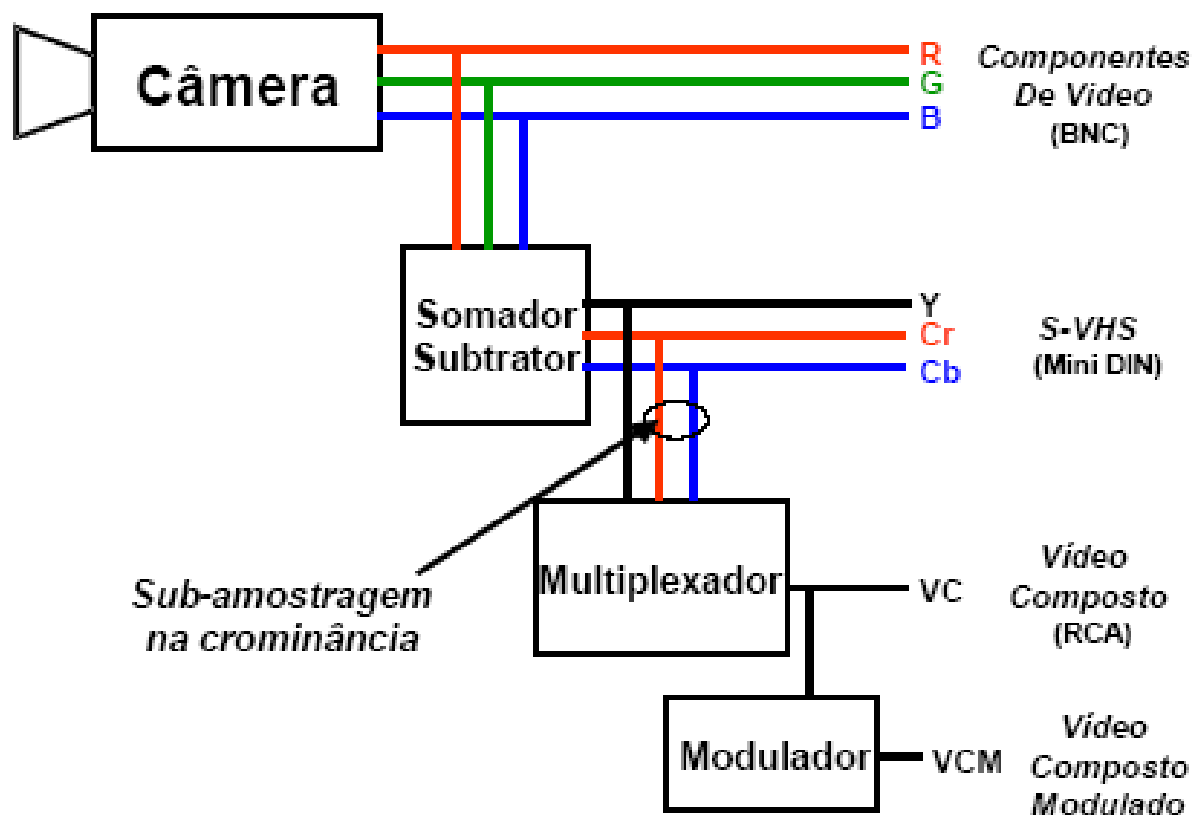 Câmera
R
G
B
Componentes
De Video
(BNC)
Somador
Subtrator
Y
Cr
Cb
S-VHS
(Mini DIN)
Sub-amostragem
na crominância
Multiplexador
VC
Vídeo
Composto
(RCA)
Modulador
VCM
Vídeo
Composto
Modulado